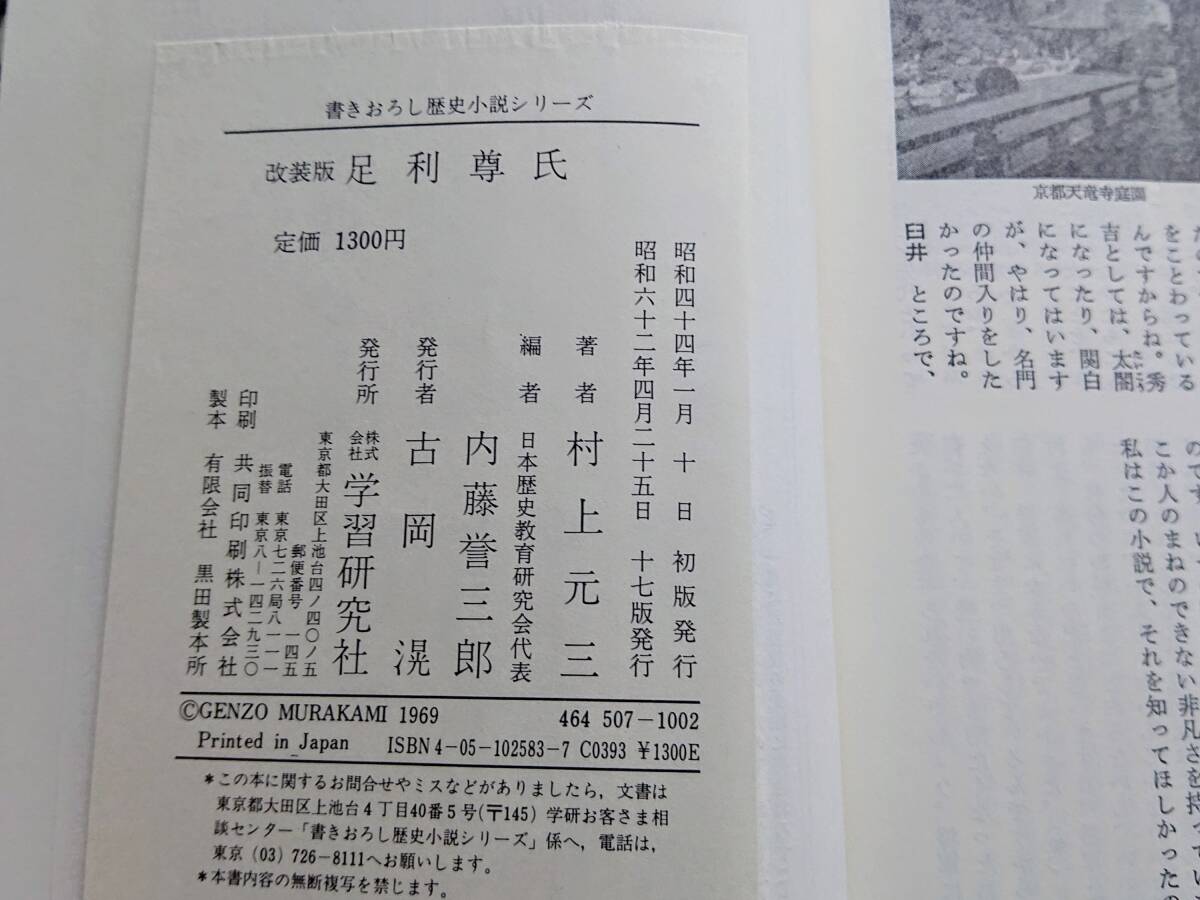 書きおろし歴史小説シリーズ
改装版 足利尊氏
定価 1300円
昭和四十四年一月 十 日 初版発行
昭和六十二年四月二十五日 十七版発行
著者 村上元三
編者 日本歴史教育研究会代表
内藤誉三郎
発行者 古岡 滉
発行所 株式会社 学習研究社
東京都大田区上池台四ノ四〇ノ五
郵便番号 一四五
電話 東京七二六局八一一一
振替 東京八―一四二九三〇
印刷 共同印刷株式会社
製本 有限会社 黒田製本所
©GENZO MURAKAMI 1969 464 507-1002
Printed in Japan ISBN4-05-102583-7 C0393 ¥1300E
*この本に関するお問合せやミスなどがありましたら,文書は
東京都大田区上池台4丁目40番5号(〒145)学研お客さま相
談センター「書きおろし歴史小説シリーズ」係へ,電話は,
東京(03)726-8111へお願いします。
*本書内容の無断複写を禁じます。
京都天竜寺庭園
をことわっている
んですからね。秀
吉としては、太閤
になったり、関白
になってはいます
が、やはり、名門
の仲間入りをした
かったのですね。
臼井 ところで、
こか人のまねのできない非凡さを持ってい
私はこの小説で、それを知ってほしかったの